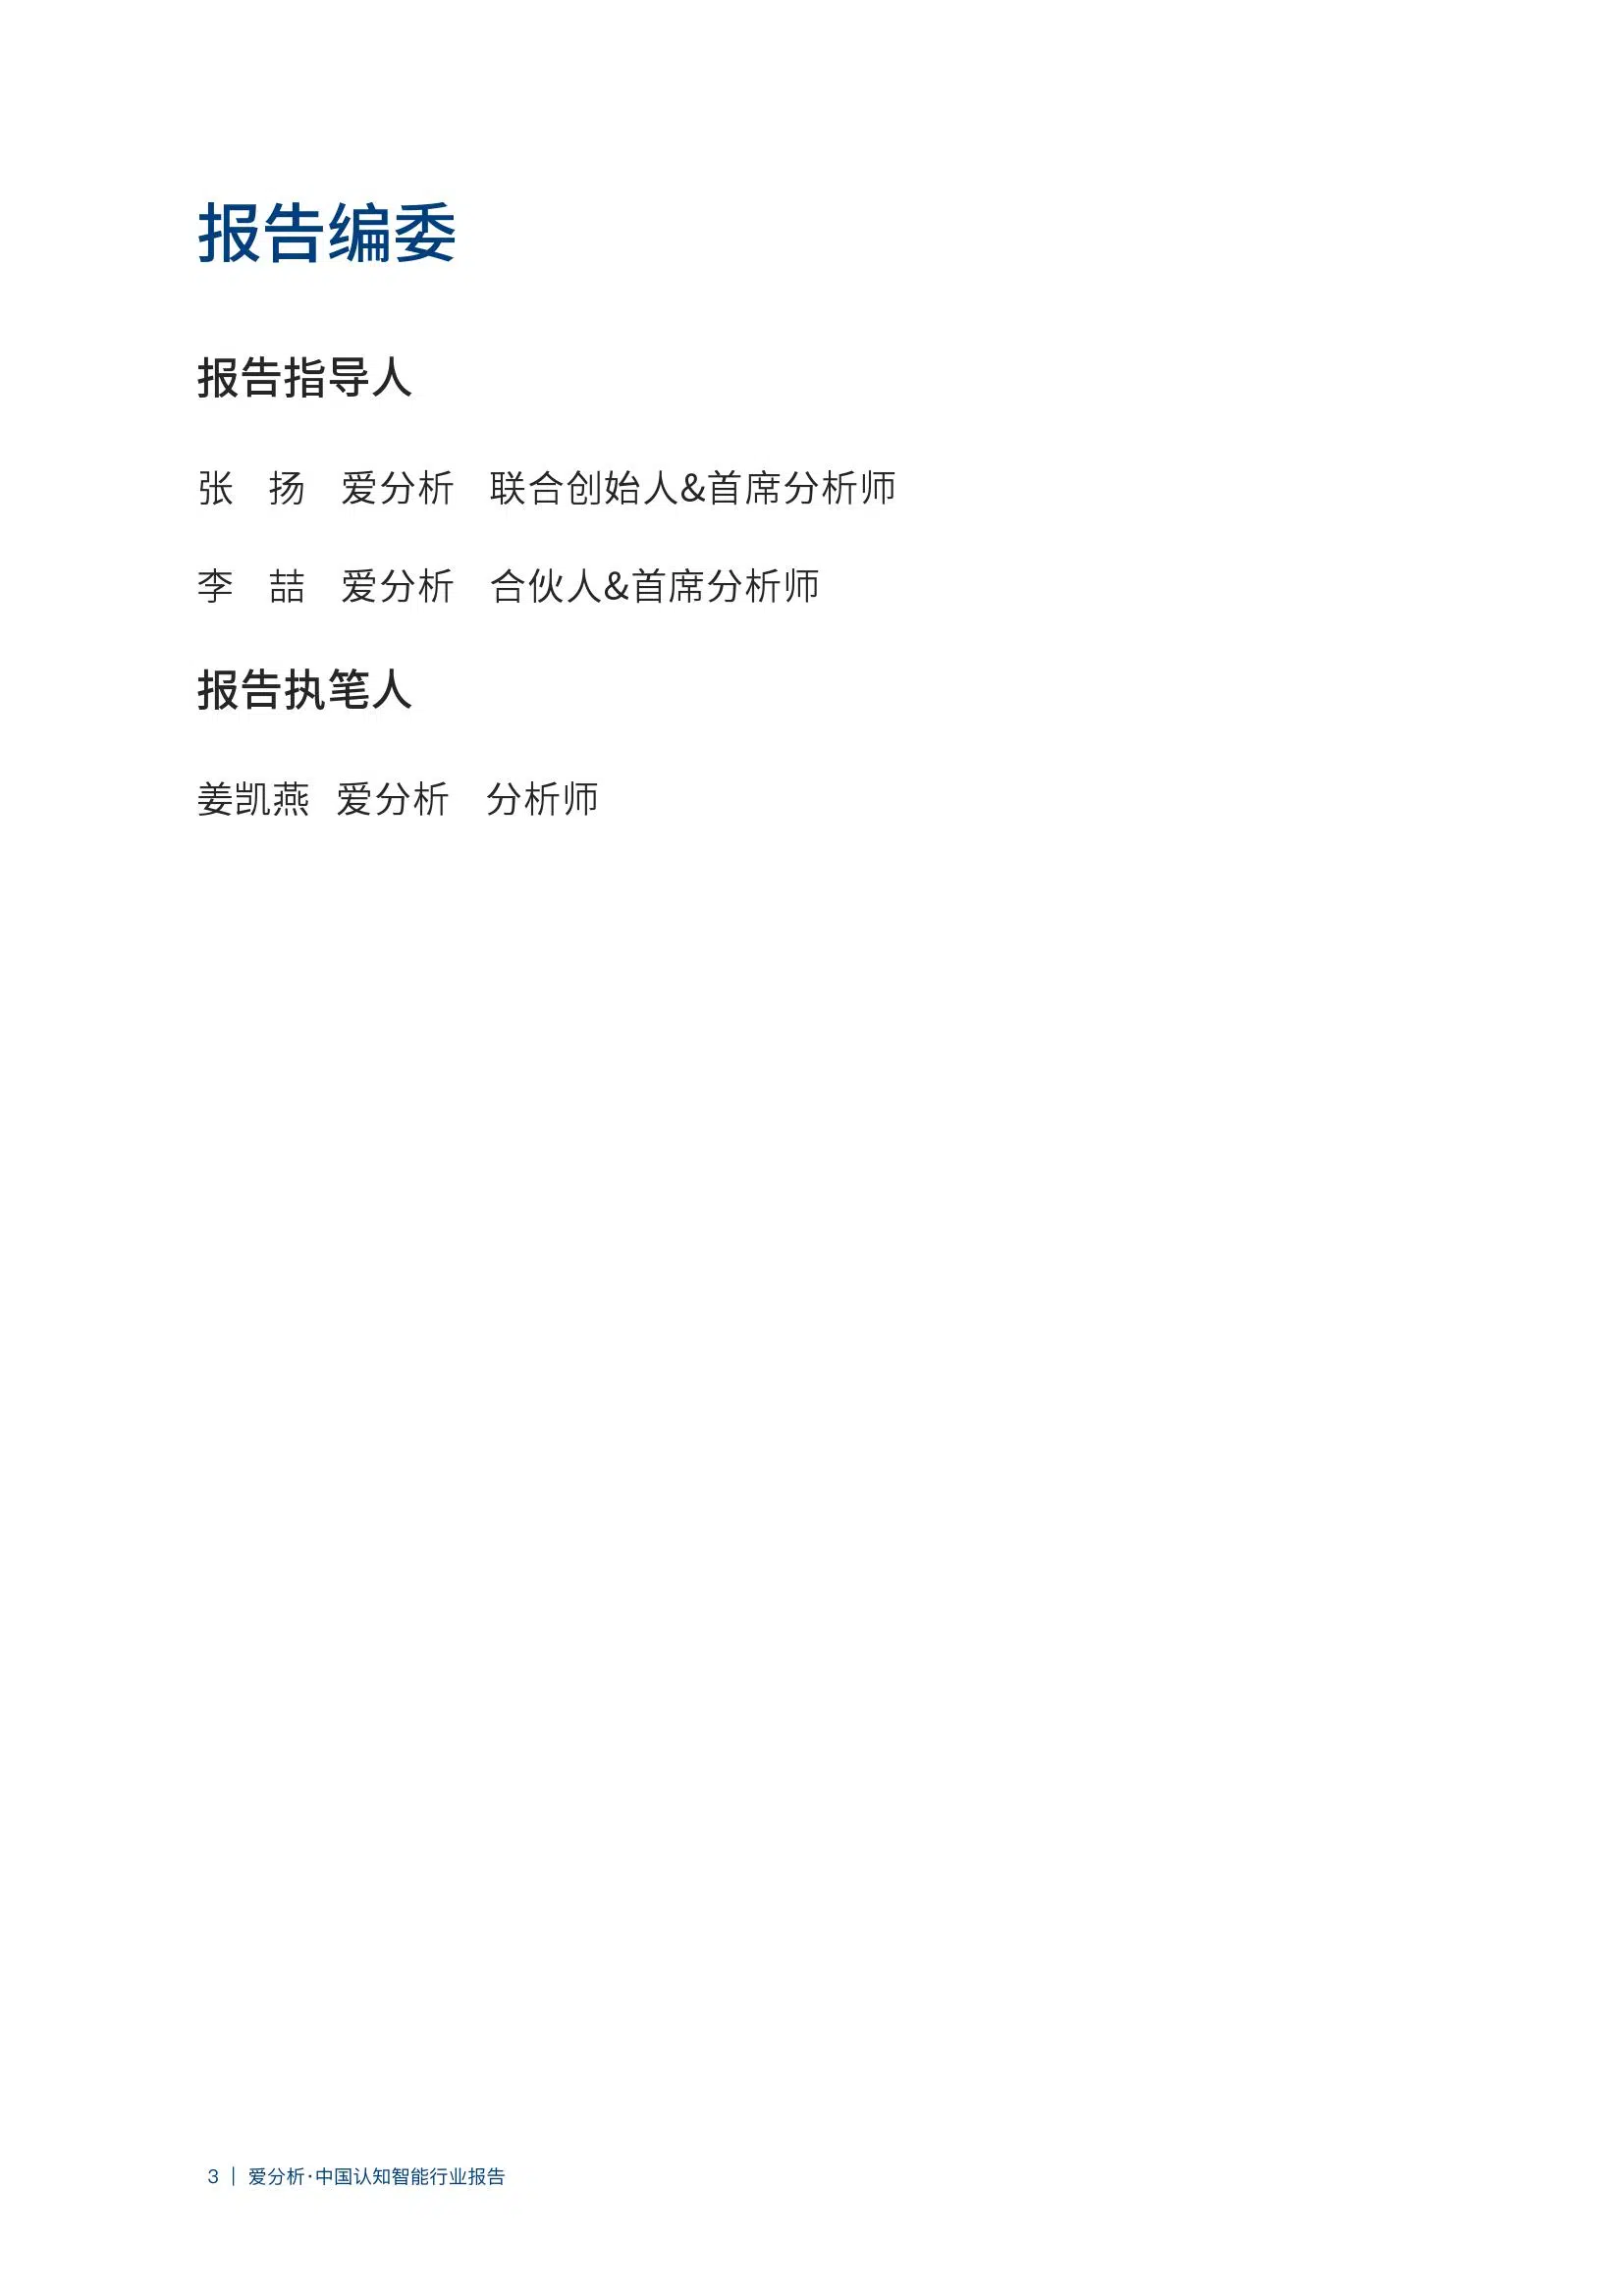 报告编委
报告指导人
张 扬 爱分析 联合创始人&首席分析师
李 喆 爱分析 合伙人&首席分析师
报告执笔人
姜凯燕 爱分析 分析师
3 | 爱分析·中国认知智能行业报告